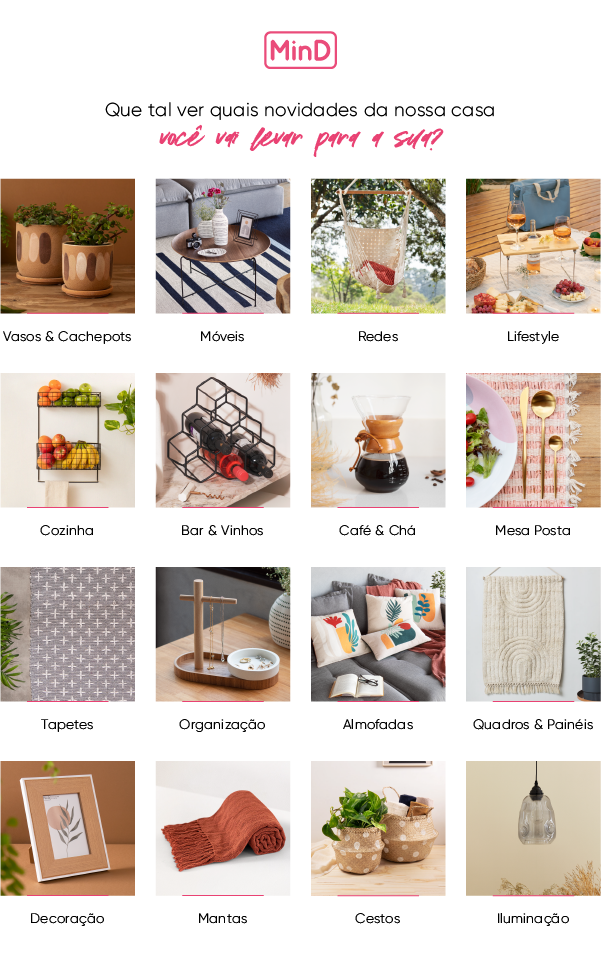 MinD
Que tal ver quais novidades da nossa casa
você vai levar para a sua?
Vasos & Cachepots
Móveis
Redes
Lifestyle
Cozinha
Bar & Vinhos
Café & Chá
Mesa Posta
Tapetes
Organização
Almofadas
Quadros & Painéis
Decoração
Mantas
Cestos
Iluminação